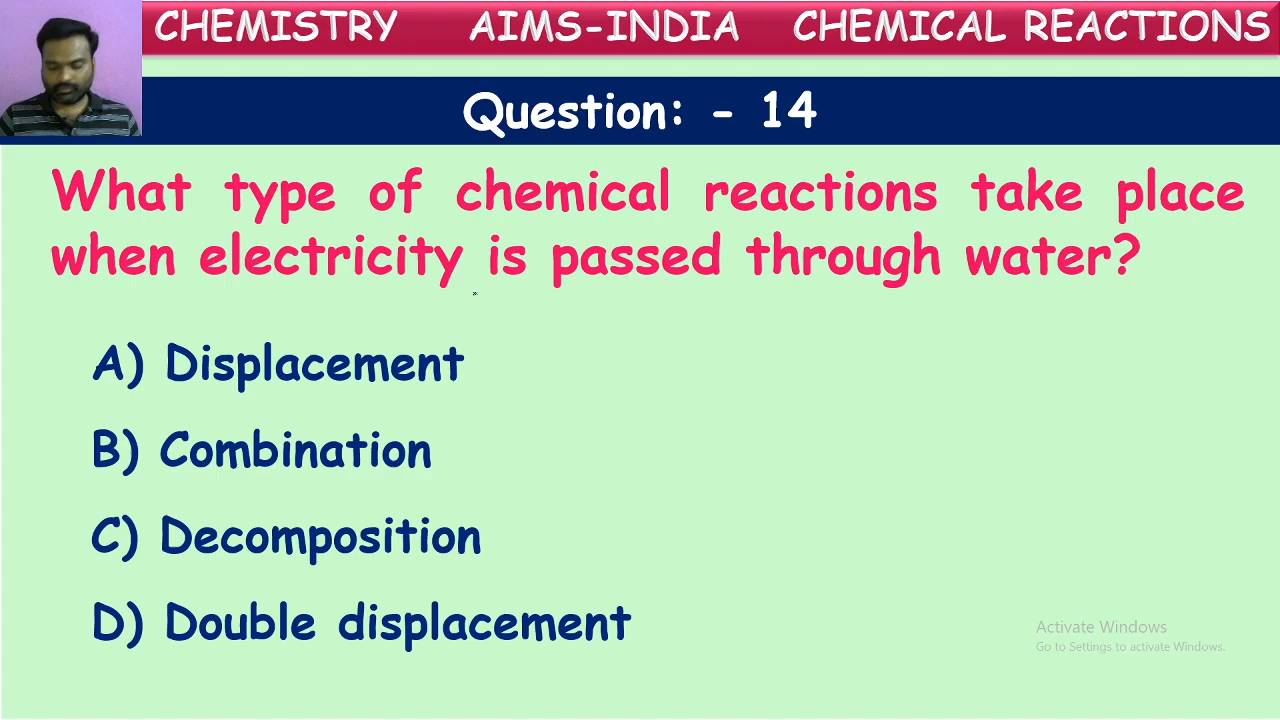 CHEMISTRY AIMS-INDIA CHEMICAL REACTIONS
Question: - 14
What type of chemical reactions take place
when electricity is passed through water?
A) Displacement
B) Combination
C) Decomposition
D) Double displacement
Activate Windows
Go to Settings to activate Windows.